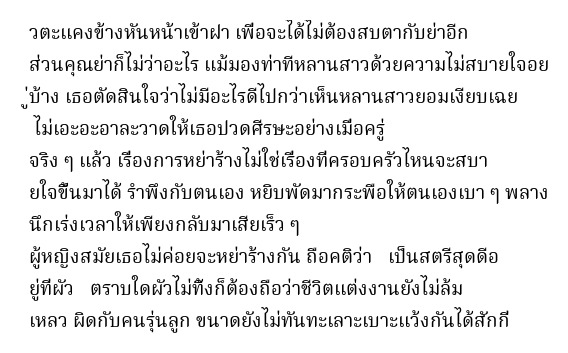 วตะแคงข้างหันหน้าเข้าฝา เพื่อจะได้ไม่ต้องสบตากับย่าอีก
ส่วนคุณย่าก็ไม่ว่าอะไร แม้มองท่าทีหลานสาวด้วยความไม่สบายใจอย
ู่บ้าง เธอตัดสินใจว่าไม่มีอะไรดีไปกว่าเห็นหลานสาวยอมเงียบเฉย
ไม่เอะอะอาละวาดให้เธอปวดศีรษะอย่างเมื่อครู่
จริง ๆ แล้ว เรื่องการหย่าร้างไม่ใช่เรื่องที่ครอบครัวไหนจะสบา
ยใจขึ้นมาได้ รำพึงกับตนเอง หยิบพัดมากระพือให้ตนเองเบา ๆ พลาง
นึกเร่งเวลาให้เพียงกลับมาเสียเร็ว ๆ
ผู้หญิงสมัยเธอไม่ค่อยจะหย่าร้างกัน ถือคติว่า เป็นสตรีสุดดีอ
ยู่ที่ผัว ตราบใดผัวไม่ทิ้งก็ต้องถือว่าชีวิตแต่งงานยังไม่ล้ม
เหลว ผิดกับคนรุ่นลูก ขนาดยังไม่ทันทะเลาะเบาะแว้งกันได้สักกี่